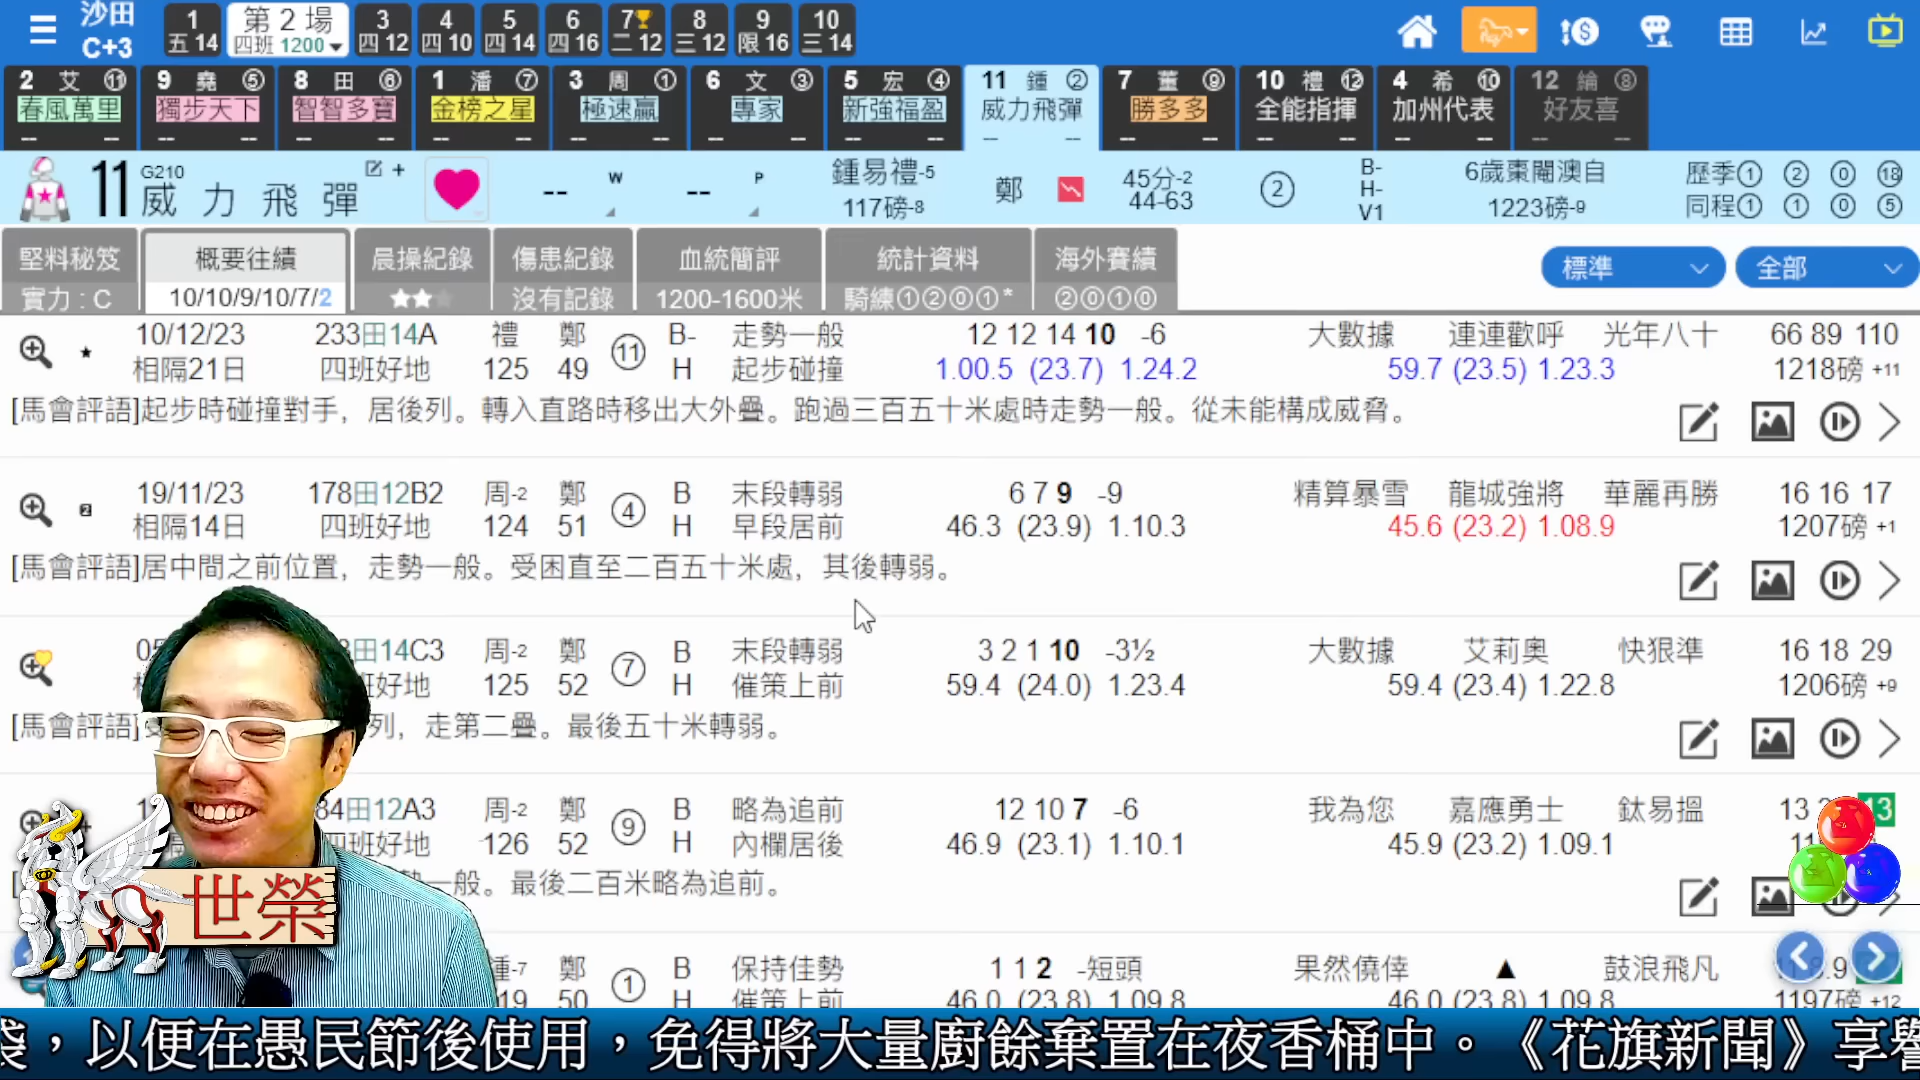 沙田
C+3
1
五 14
第 2 場
四班 1200
3
四 12
4
四 10
5
四 14
6
四 16
7
二 12
8
三 12
9
限 16
10
三 14
2 艾 ⑪
春風萬里
-- --
9 堯 ⑤
獨步天下
-- --
8 田 ⑥
智智多寶
-- --
1 潘 ⑦
金榜之星
-- --
3 周 ①
極速贏
-- --
6 文 ③
專家
-- --
5 宏 ④
新強福盈
-- --
11 鍾 ②
威力飛彈
-- --
7 董 ⑨
勝多多
-- --
10 禮 ⑫
全能指揮
-- --
4 希 ⑩
加州代表
-- --
12 綸 ⑧
好友喜
-- --
11
G210
威力飛彈
-- W
-- P
鍾易禮-5
117磅-8
鄭
45分-2
44-63
②
B-
H-
V1
6歲棗閹澳自
1223磅-9
歷季① ② ⓪ ⑱
同程① ① ⓪ ⑤
堅料秘笈
實力 : C
概要往績
10/10/9/10/7/2
晨操紀錄
傷患紀錄
沒有記錄
血統簡評
1200-1600米
統計資料
騎練①②⓪①*
海外賽績
②⓪①⓪
標準
全部
10/12/23 233田14A 禮 鄭 ⑪ B- 走勢一般 12 12 14 10 -6 大數據 連連歡呼 光年八十 66 89 110
相隔21日 四班好地 125 49 H 起步碰撞 1.00.5 (23.7) 1.24.2 59.7 (23.5) 1.23.3 1218磅 +11
[馬會評語]起步時碰撞對手，居後列。轉入直路時移出大外疊。跑過三百五十米處時走勢一般。從未能構成威脅。
19/11/23 178田12B2 周-2 鄭 ④ B 末段轉弱 6 7 9 -9 精算暴雪 龍城強將 華麗再勝 16 16 17
相隔14日 四班好地 124 51 H 早段居前 46.3 (23.9) 1.10.3 45.6 (23.2) 1.08.9 1207磅 +1
[馬會評語]居中間之前位置，走勢一般。受困直至二百五十米處，其後轉弱。
田14C3 周-2 鄭 ⑦ B 末段轉弱 3 2 1 10 -3½ 大數據 艾莉奧 快狠準 16 18 29
班好地 125 52 H 催策上前 59.4 (24.0) 1.23.4 59.4 (23.4) 1.22.8 1206磅 +9
[馬會評語] 列，走第二疊。最後五十米轉弱。
84田12A3 周-2 鄭 ⑨ B 略為追前 12 10 7 -6 我為您 嘉應勇士 鈦易搵 13
四班好地 126 52 H 內欄居後 46.9 (23.1) 1.10.1 45.9 (23.2) 1.09.1
一般。最後二百米略為追前。
鍾-7 鄭 ① B 保持佳勢 1 1 2 -短頭 果然僥倖 ▲ 鼓浪飛凡
50 H 催策上前 46.0 (23.8) 1.09.8 46.0 (23.8) 1.09.8 1197磅 +12
世榮
，以便在愚民節後使用，免得將大量廚餘棄置在夜香桶中。《花旗新聞》享